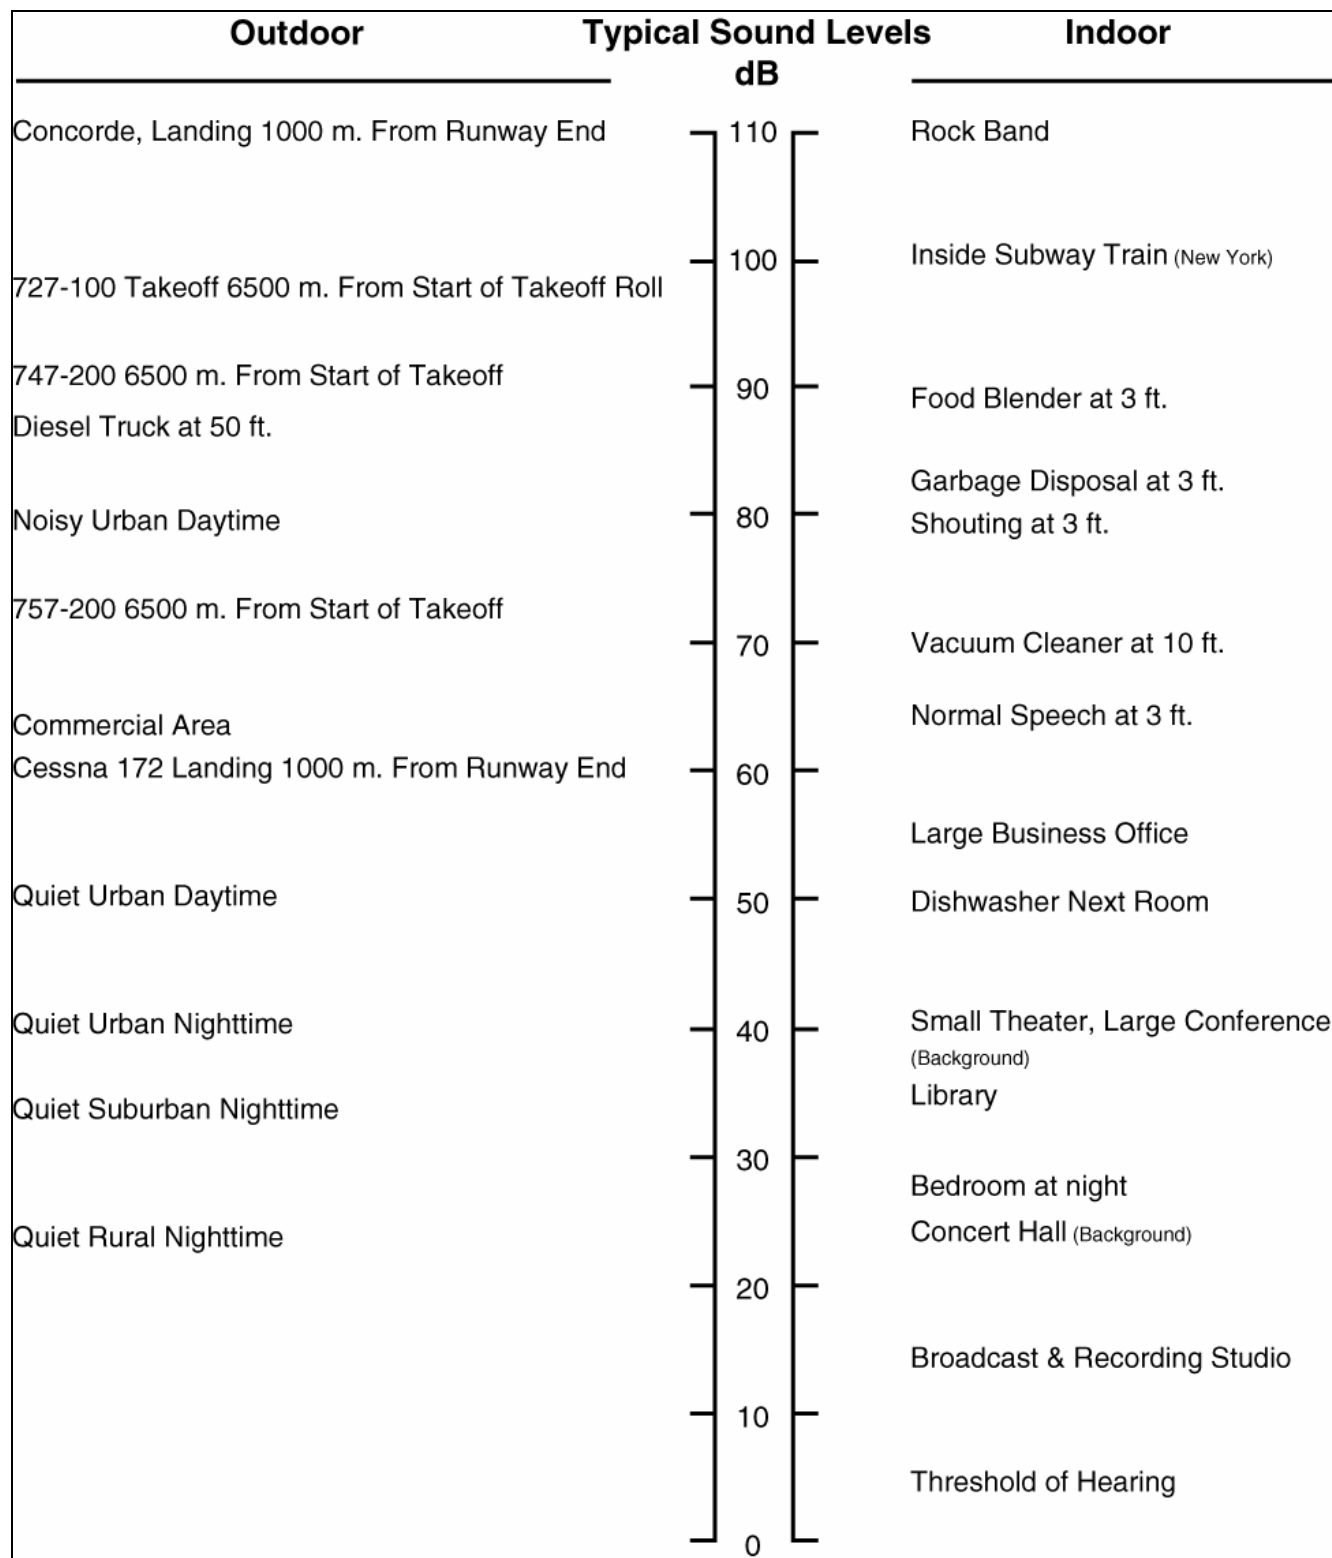 Outdoor Typical Sound Levels Indoor
dB
Concorde, Landing 1000 m. From Runway End 110 Rock Band
100 Inside Subway Train (New York)
727-100 Takeoff 6500 m. From Start of Takeoff Roll
747-200 6500 m. From Start of Takeoff
90 Food Blender at 3 ft.
Diesel Truck at 50 ft.
Garbage Disposal at 3 ft.
Noisy Urban Daytime 80 Shouting at 3 ft.
757-200 6500 m. From Start of Takeoff
70 Vacuum Cleaner at 10 ft.
Commercial Area Normal Speech at 3 ft.
Cessna 172 Landing 1000 m. From Runway End 60
Large Business Office
Quiet Urban Daytime 50 Dishwasher Next Room
Quiet Urban Nighttime 40 Small Theater, Large Conference
(Background)
Quiet Suburban Nighttime Library
30
Bedroom at night
Quiet Rural Nighttime Concert Hall (Background)
20
Broadcast & Recording Studio
10
Threshold of Hearing
0